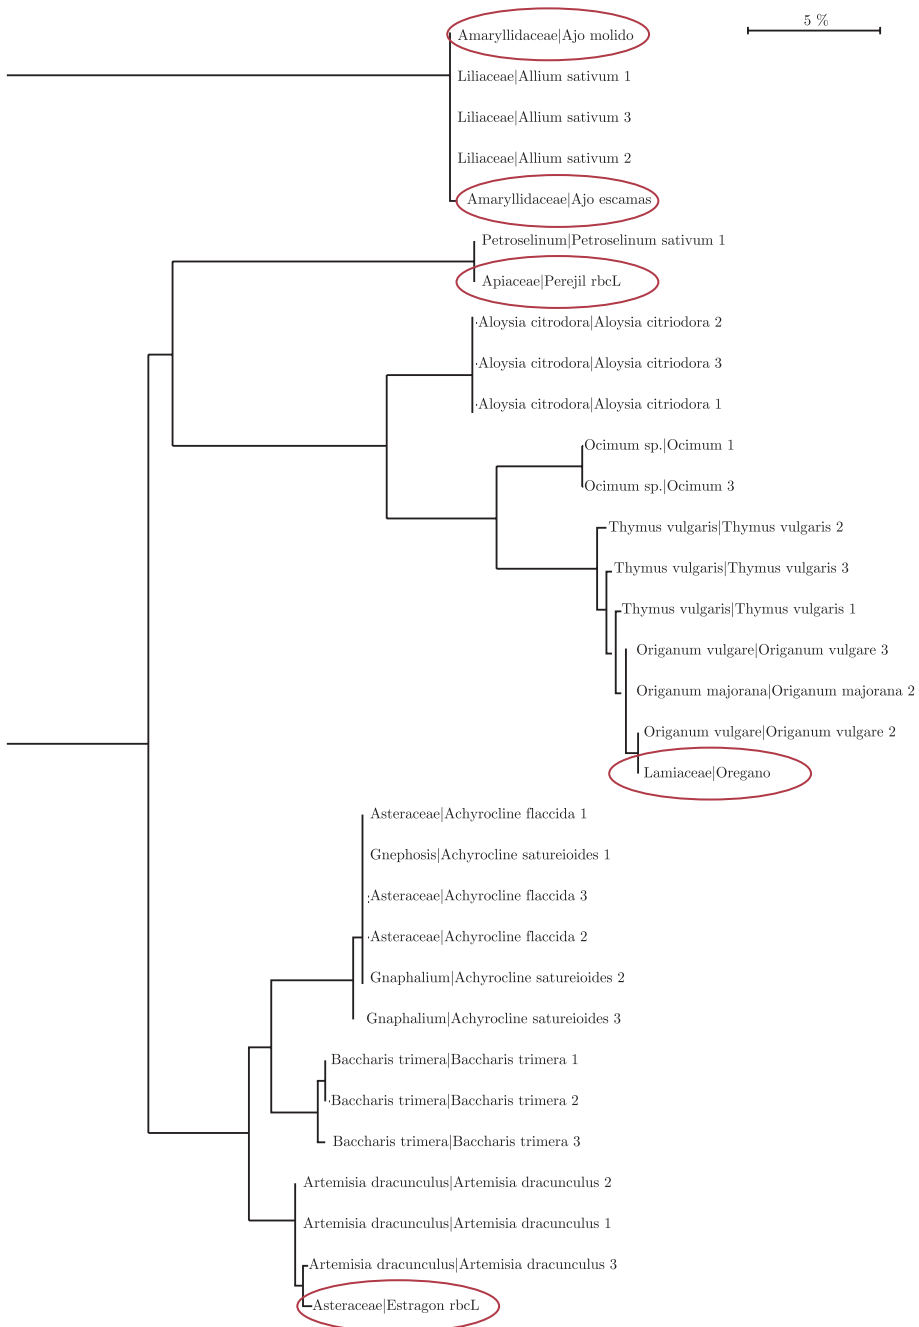 5 %
Amaryllidaceae|Ajo molido
Liliaceae|Allium sativum 1
Liliaceae|Allium sativum 3
Liliaceae|Allium sativum 2
Amaryllidaceae|Ajo escamas
Petroselinum|Petroselinum sativum 1
Apiaceae|Perejil rbcL
Aloysia citrodora|Aloysia citriodora 2
Aloysia citrodora|Aloysia citriodora 3
Aloysia citrodora|Aloysia citriodora 1
Ocimum sp.|Ocimum 1
Ocimum sp.|Ocimum 3
Thymus vulgaris|Thymus vulgaris 2
Thymus vulgaris|Thymus vulgaris 3
Thymus vulgaris|Thymus vulgaris 1
Origanum vulgare|Origanum vulgare 3
Origanum majorana|Origanum majorana 2
Origanum vulgare|Origanum vulgare 2
Lamiaceae|Oregano
Asteraceae|Achyrocline flaccida 1
Gnephosis|Achyrocline satureioides 1
Asteraceae|Achyrocline flaccida 3
Asteraceae|Achyrocline flaccida 2
Gnaphalium|Achyrocline satureioides 2
Gnaphalium|Achyrocline satureioides 3
Baccharis trimera|Baccharis trimera 1
Baccharis trimera|Baccharis trimera 2
Baccharis trimera|Baccharis trimera 3
Artemisia dracunculus|Artemisia dracunculus 2
Artemisia dracunculus|Artemisia dracunculus 1
Artemisia dracunculus|Artemisia dracunculus 3
Asteraceae|Estragon rbcL